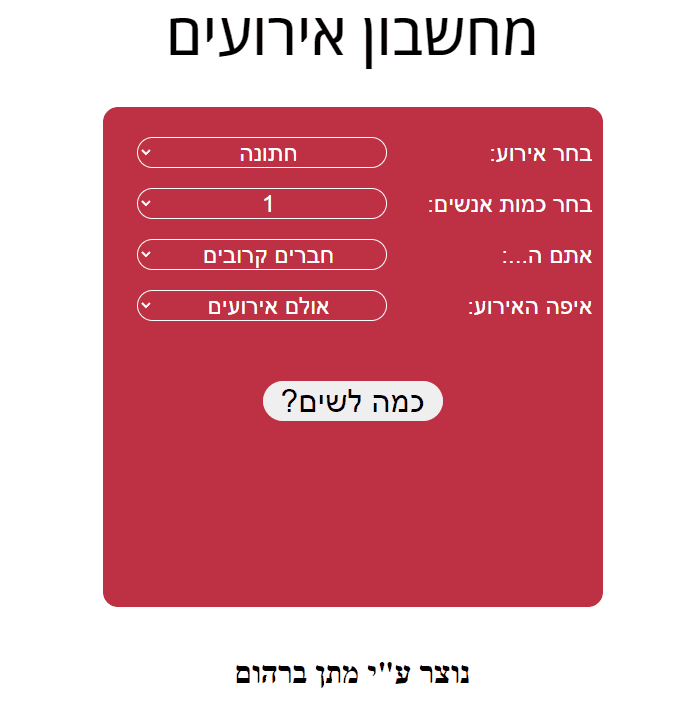 מחשבון אירועים
בחר אירוע: חתונה
בחר כמות אנשים: 1
אתם ה...: חברים קרובים
איפה האירוע: אולם אירועים
כמה לשים?
נוצר ע"י מתן ברהום